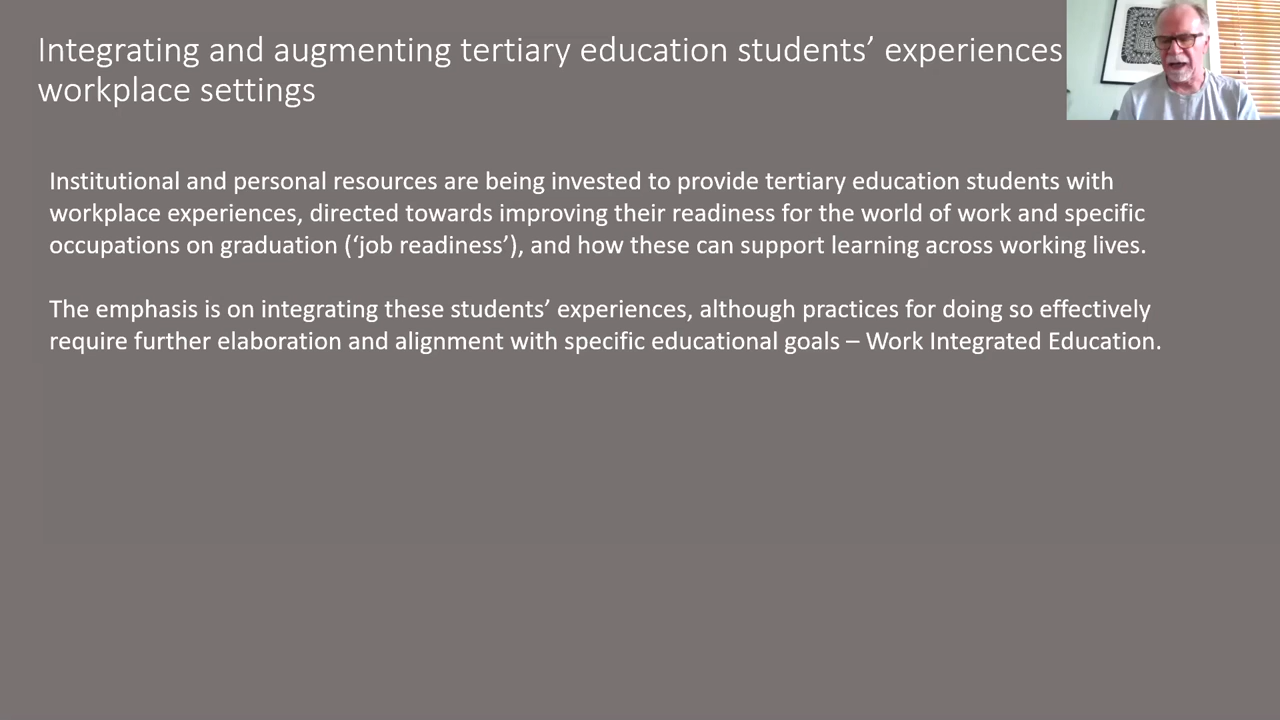 Integrating and augmenting tertiary education students’ experiences
workplace settings
Institutional and personal resources are being invested to provide tertiary education students with
workplace experiences, directed towards improving their readiness for the world of work and specific
occupations on graduation (‘job readiness’), and how these can support learning across working lives.
The emphasis is on integrating these students’ experiences, although practices for doing so effectively
require further elaboration and alignment with specific educational goals – Work Integrated Education.